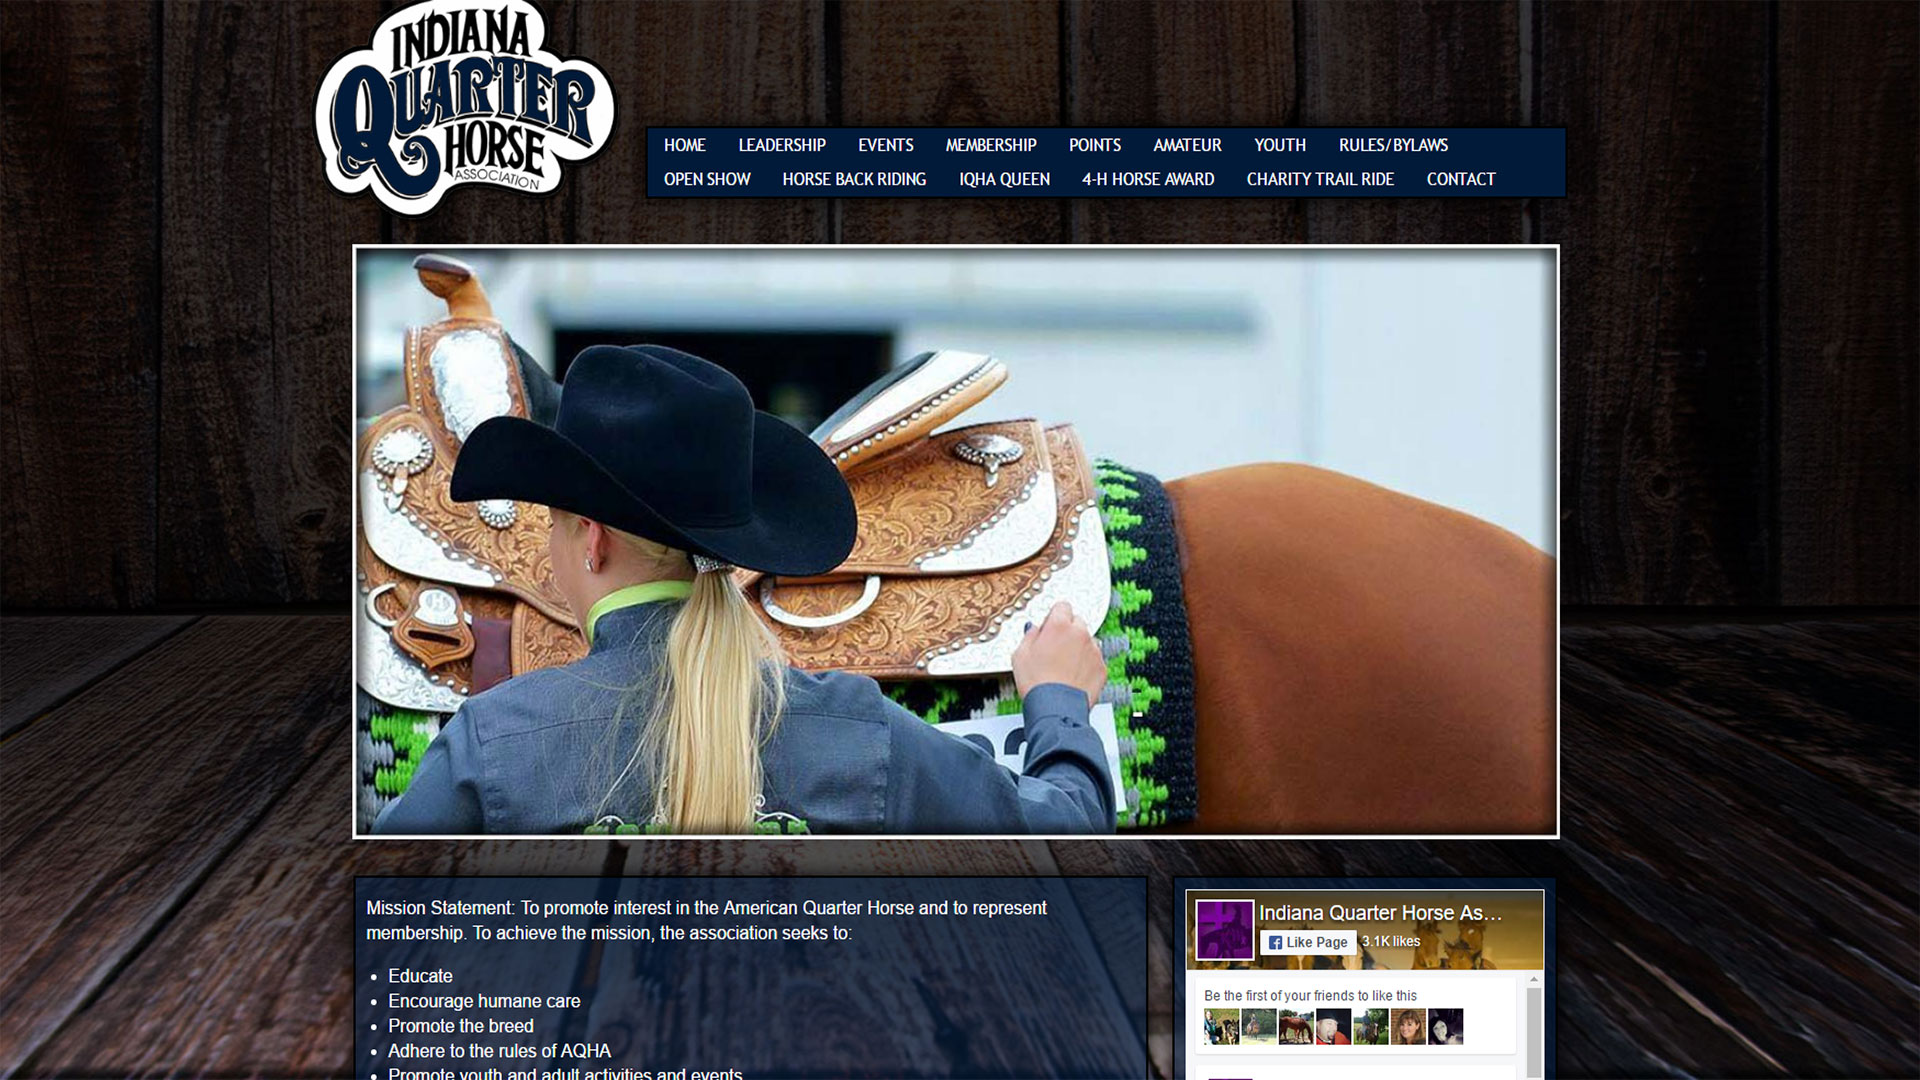 INDIANA
QUARTER
HORSE
ASSOCIATION
HOME LEADERSHIP EVENTS MEMBERSHIP POINTS AMATEUR YOUTH RULES/BYLAWS
OPEN SHOW HORSE BACK RIDING IQHA QUEEN 4-H HORSE AWARD CHARITY TRAIL RIDE CONTACT
Mission Statement: To promote interest in the American Quarter Horse and to represent
membership. To achieve the mission, the association seeks to:
• Educate
• Encourage humane care
• Promote the breed
• Adhere to the rules of AQHA
• Promote youth and adult activities and events
Indiana Quarter Horse As...
Like Page 3.1K likes
Be the first of your friends to like this